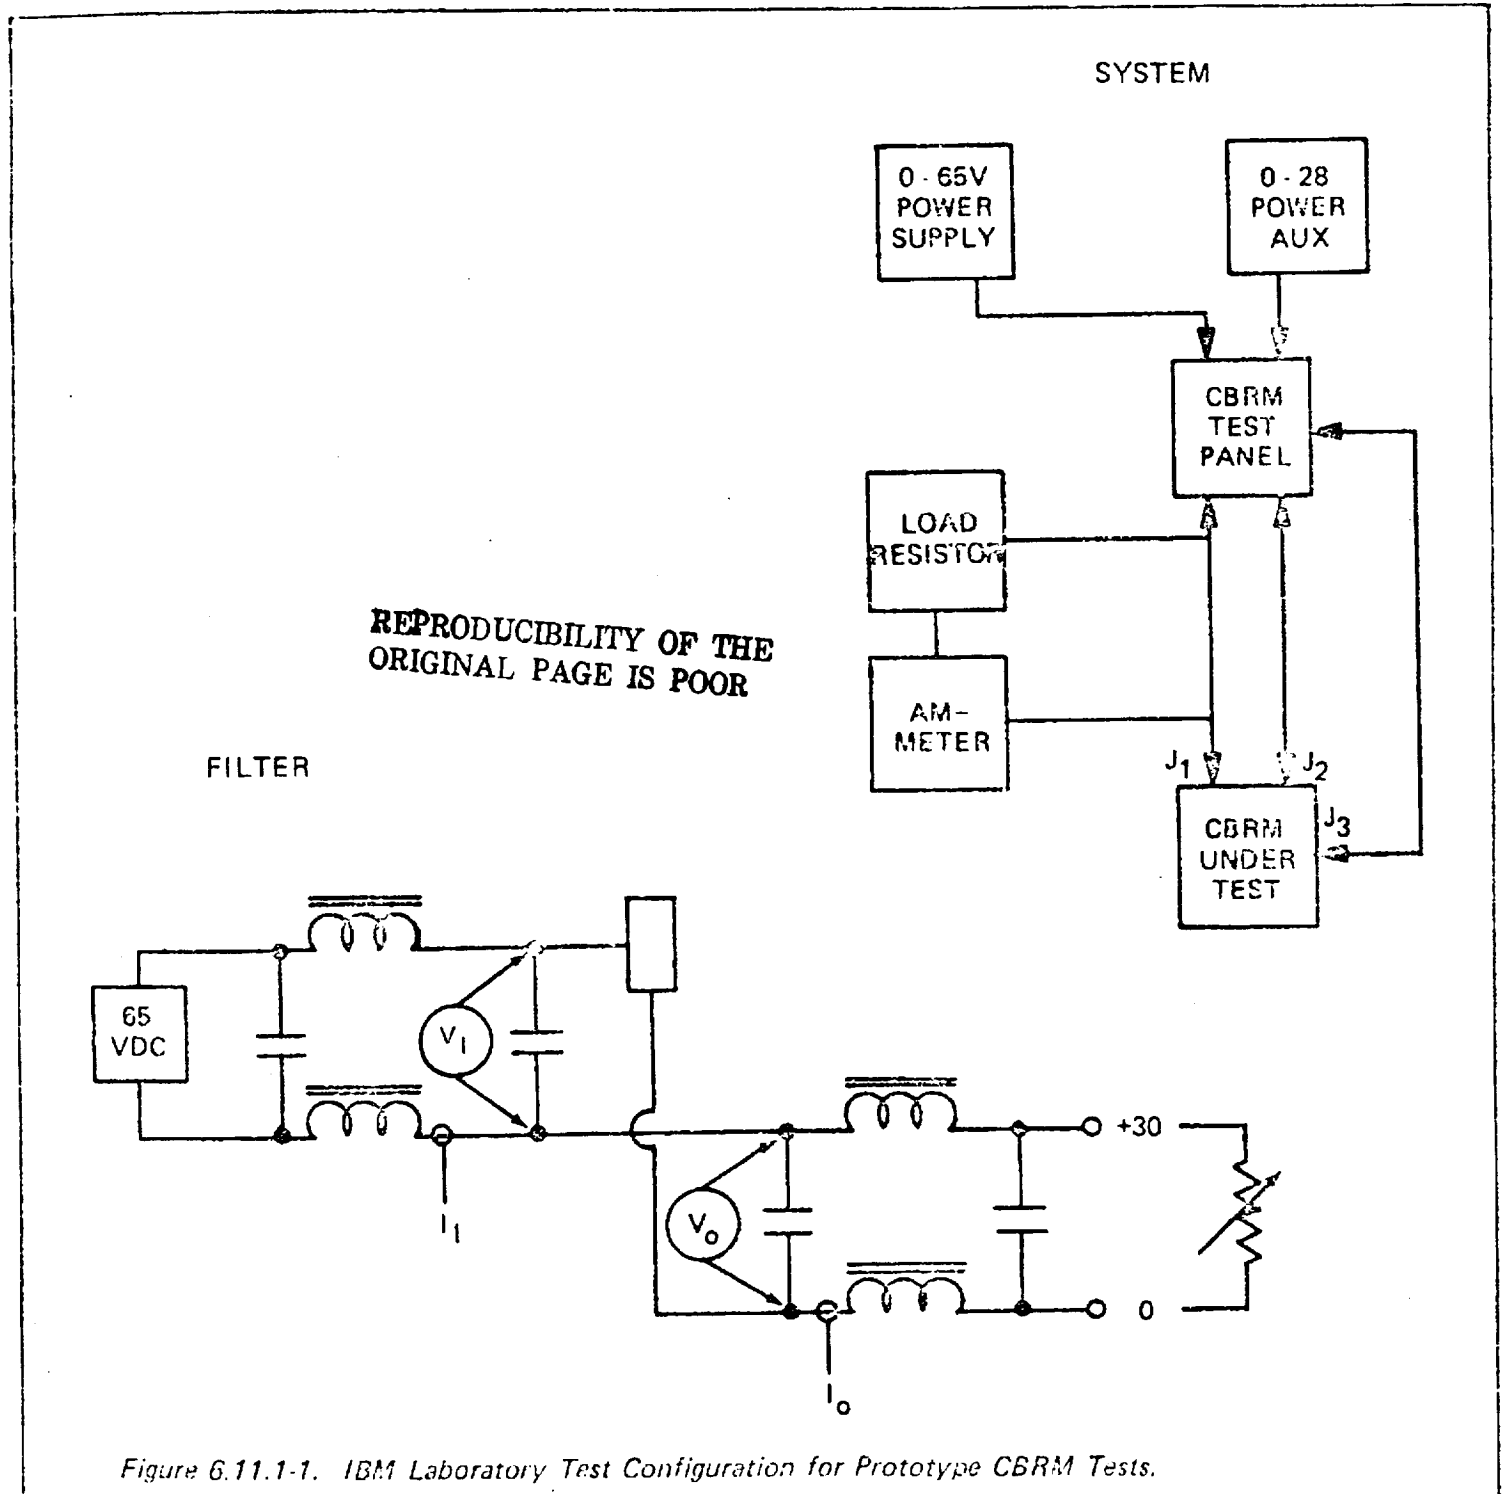 SYSTEM
0 - 65V
POWER
SUPPLY
0 - 28
POWER
AUX
CBRM
TEST
PANEL
LOAD
RESISTOR
AM-
METER
REPRODUCIBILITY OF THE
ORIGINAL PAGE IS POOR
J1
J2
J3
CBRM
UNDER
TEST
FILTER
65
VDC
VI
II
Vo
Io
+30
0
Figure 6.11.1-1. IBM Laboratory Test Configuration for Prototype CBRM Tests.